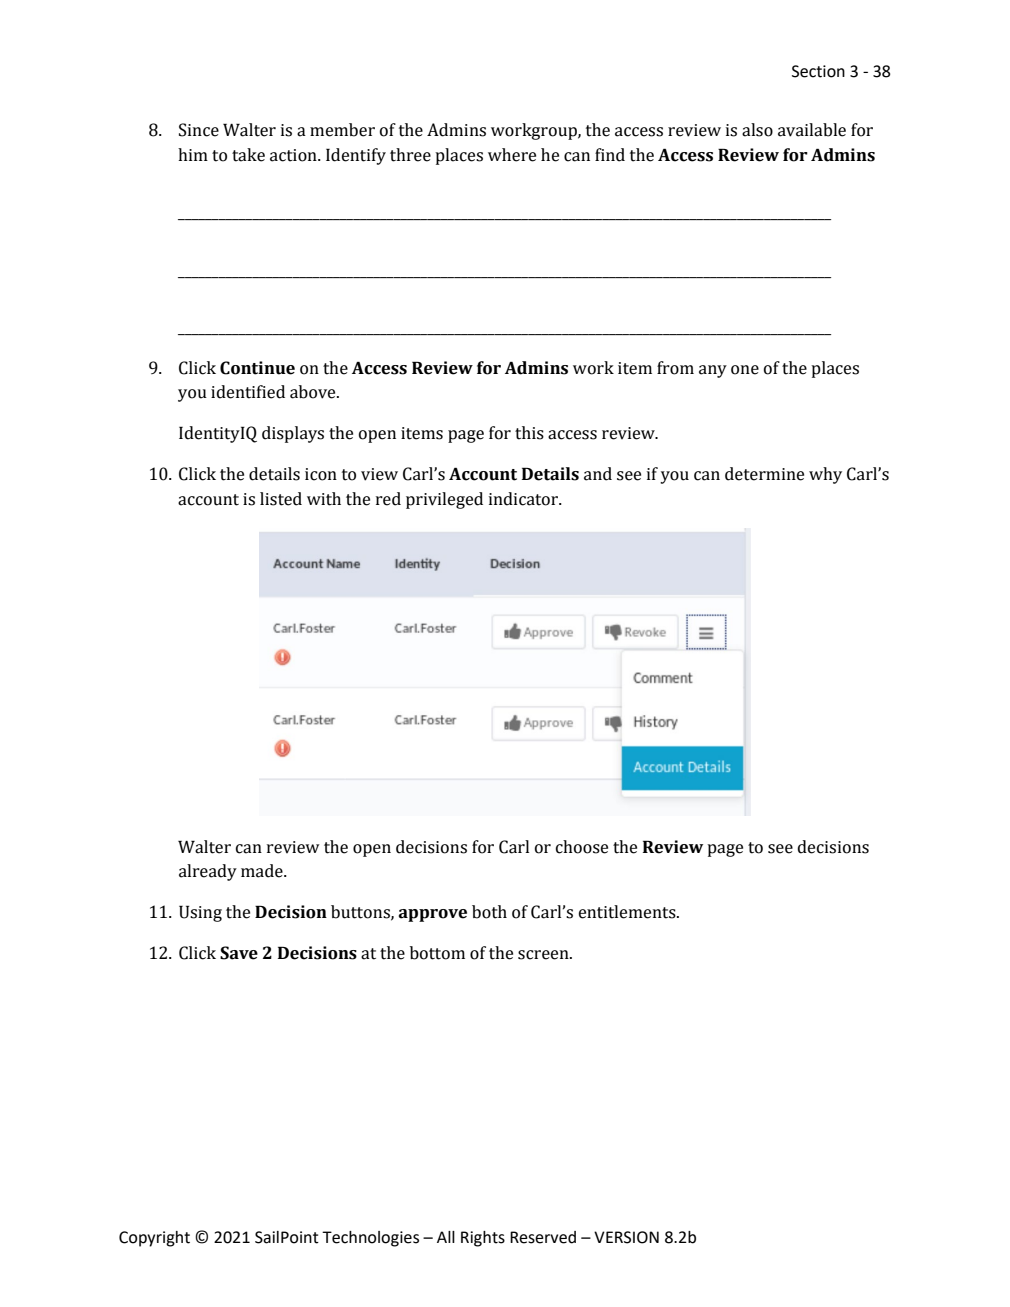 Section 3 - 38
8. Since Walter is a member of the Admins workgroup, the access review is also available for
him to take action. Identify three places where he can find the Access Review for Admins
________________________________________________________________________________
________________________________________________________________________________
________________________________________________________________________________
9. Click Continue on the Access Review for Admins work item from any one of the places
you identified above.
IdentityIQ displays the open items page for this access review.
10. Click the details icon to view Carl’s Account Details and see if you can determine why Carl’s
account is listed with the red privileged indicator.
Account Name Identity Decision
Carl.Foster Carl.Foster Approve Revoke
Comment
Carl.Foster Carl.Foster Approve History
Account Details
Walter can review the open decisions for Carl or choose the Review page to see decisions
already made.
11. Using the Decision buttons, approve both of Carl’s entitlements.
12. Click Save 2 Decisions at the bottom of the screen.
Copyright © 2021 SailPoint Technologies – All Rights Reserved – VERSION 8.2b